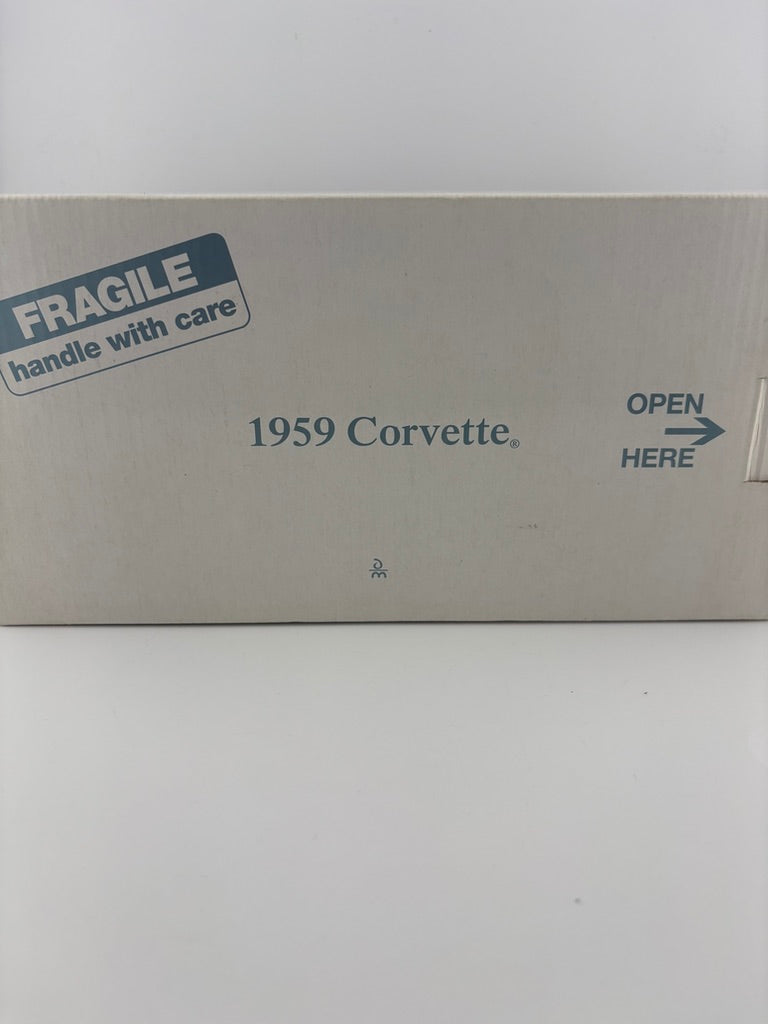 FRAGILE
handle with care
1959 Corvette®
OPEN
HERE